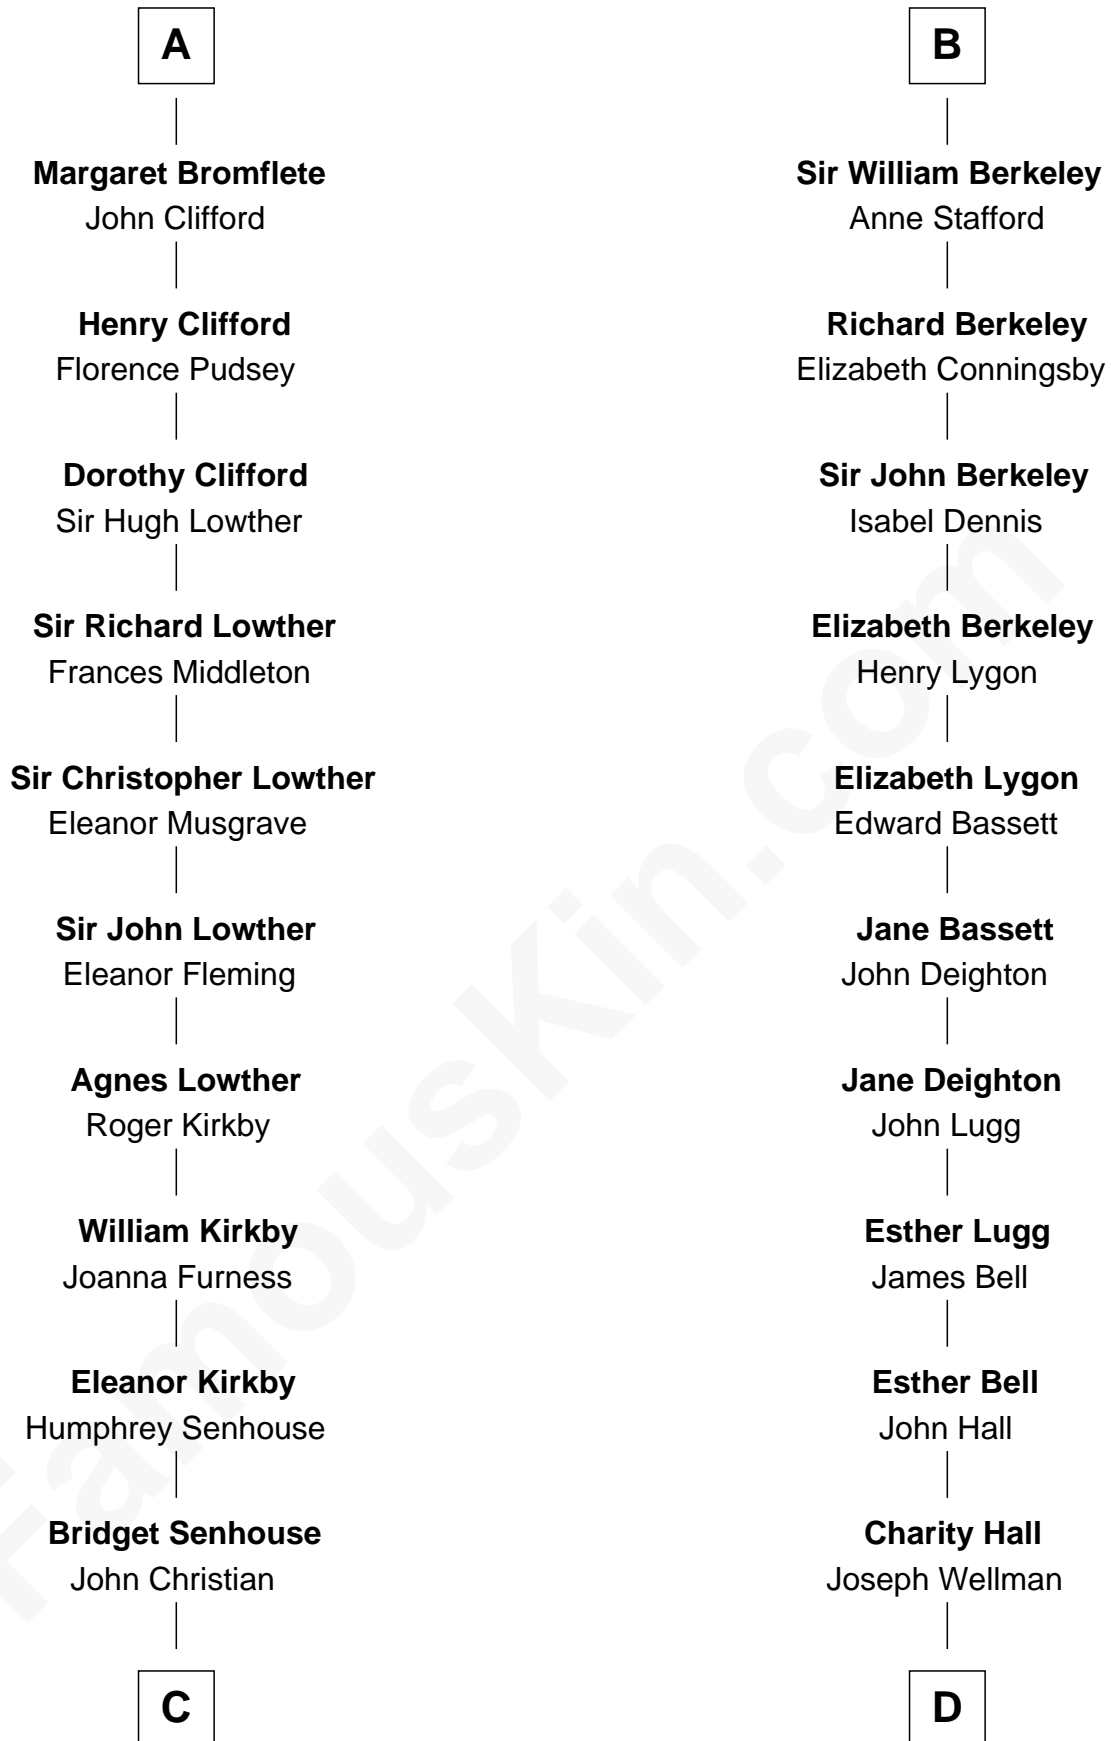 A
Margaret Bromflete
John Clifford
Henry Clifford
Florence Pudsey
Dorothy Clifford
Sir Hugh Lowther
Sir Richard Lowther
Frances Middleton
Sir Christopher Lowther
Eleanor Musgrave
Sir John Lowther
Eleanor Fleming
Agnes Lowther
Roger Kirkby
William Kirkby
Joanna Furness
Eleanor Kirkby
Humphrey Senhouse
Bridget Senhouse
John Christian
C
B
Sir William Berkeley
Anne Stafford
Richard Berkeley
Elizabeth Conningsby
Sir John Berkeley
Isabel Dennis
Elizabeth Berkeley
Henry Lygon
Elizabeth Lygon
Edward Bassett
Jane Bassett
John Deighton
Jane Deighton
John Lugg
Esther Lugg
James Bell
Esther Bell
John Hall
Charity Hall
Joseph Wellman
D
FamousKin.com